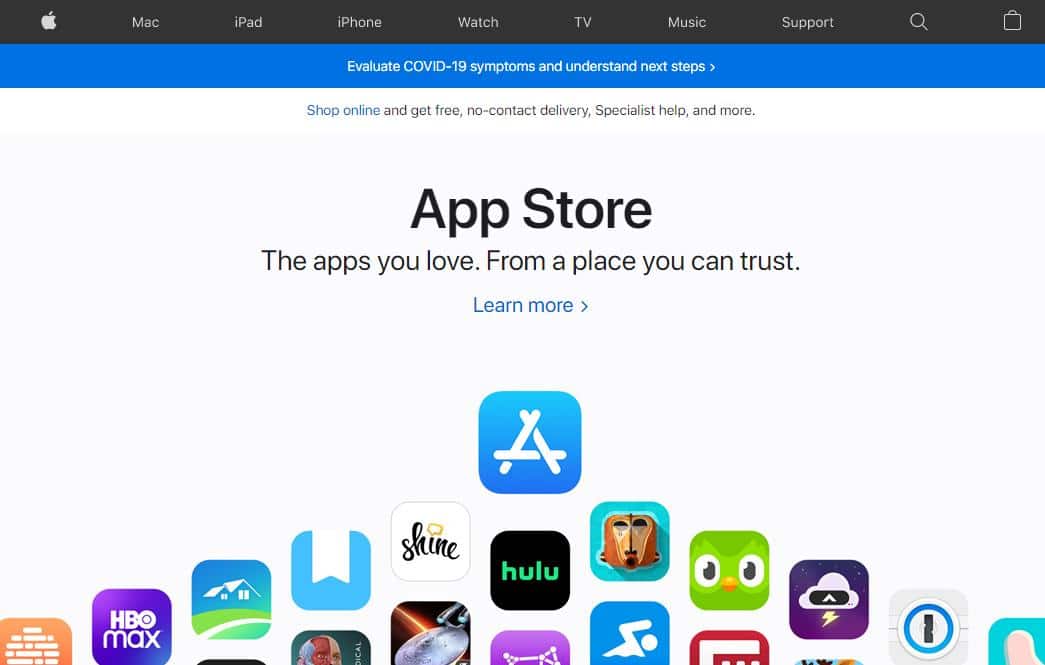 Mac iPad iPhone Watch TV Music Support
Evaluate COVID-19 symptoms and understand next steps >
Shop online and get free, no-contact delivery, Specialist help, and more.
App Store
The apps you love. From a place you can trust.
Learn more >
shine
hulu
HBO
max